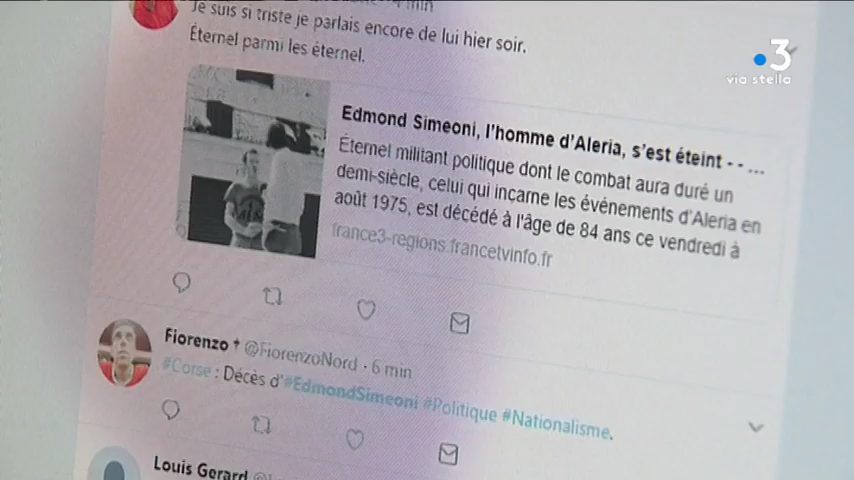 Je suis si triste je parlais encore de lui hier soir.
Éternel parmi les éternel.
3
via stella
Edmond Simeoni, l'homme d'Aleria, s'est éteint - - ...
Éternel militant politique dont le combat aura duré un
demi-siècle, celui qui incarne les événements d'Aleria en
août 1975, est décédé à l'âge de 84 ans ce vendredi à
france3-regions.francetvinfo.fr
Fiorenzo † @FiorenzoNord · 6 min
#Corse : Décès d'#EdmondSimeoni #Politique #Nationalisme.
Louis Gerard